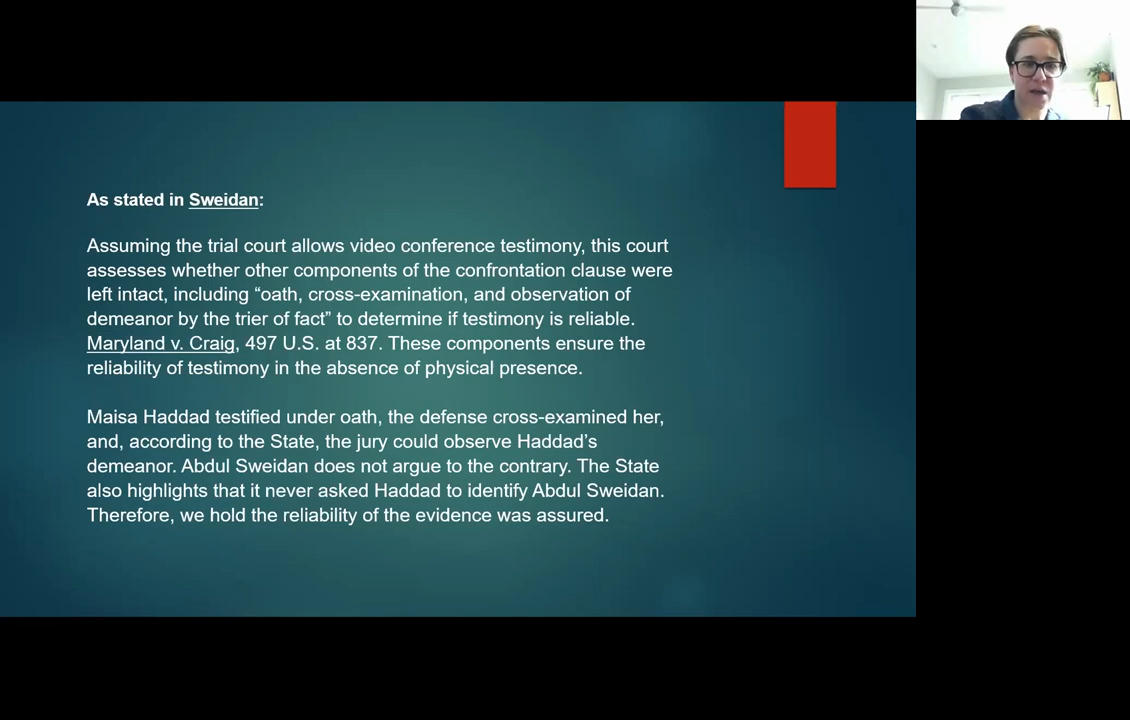 As stated in Sweidan:
Assuming the trial court allows video conference testimony, this court
assesses whether other components of the confrontation clause were
left intact, including “oath, cross-examination, and observation of
demeanor by the trier of fact” to determine if testimony is reliable.
Maryland v. Craig, 497 U.S. at 837. These components ensure the
reliability of testimony in the absence of physical presence.
Maisa Haddad testified under oath, the defense cross-examined her,
and, according to the State, the jury could observe Haddad’s
demeanor. Abdul Sweidan does not argue to the contrary. The State
also highlights that it never asked Haddad to identify Abdul Sweidan.
Therefore, we hold the reliability of the evidence was assured.